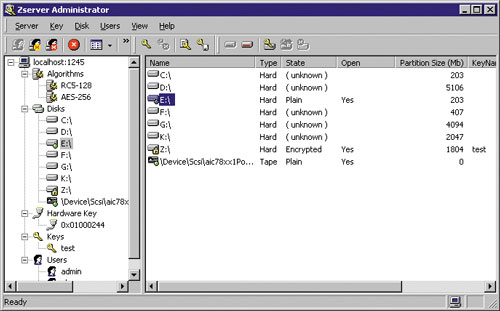 Zserver Administrator
Server Key Disk Users View Help
»
localhost:1245
Algorithms
RC5-128
AES-256
Disks
C:\
D:\
E:\
F:\
G:\
K:\
Z:\
\Device\Scsi\aic78x
Hardware Key
0x01000244
Keys
test
Users
admin
Name Type State Open Partition Size (Mb) KeyNa
C:\ Hard ( unknown ) 203
D:\ Hard ( unknown ) 5106
E:\ Hard Plain Yes 203
F:\ Hard ( unknown ) 407
G:\ Hard ( unknown ) 4094
K:\ Hard ( unknown ) 2047
Z:\ Hard Encrypted Yes 1804 test
\Device\Scsi\aic78xx1Po... Tape Plain Yes 0
Ready